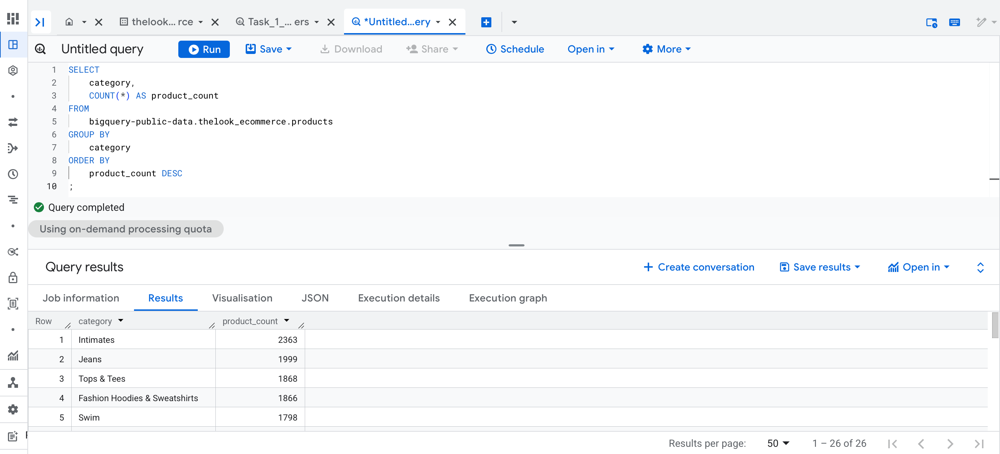 thelook... rce
Task_1_... ers
*Untitled...ery
Untitled query
Run
Save
Download
Share
Schedule
Open in
More
1 SELECT
2 category,
3 COUNT(*) AS product_count
4 FROM
5 bigquery-public-data.thelook_ecommerce.products
6 GROUP BY
7 category
8 ORDER BY
9 product_count DESC
10 ;
Query completed
Using on-demand processing quota
Query results
Create conversation
Save results
Open in
Job information
Results
Visualisation
JSON
Execution details
Execution graph
Row category product_count
1 Intimates 2363
2 Jeans 1999
3 Tops & Tees 1868
4 Fashion Hoodies & Sweatshirts 1866
5 Swim 1798
Results per page: 50 1 – 26 of 26